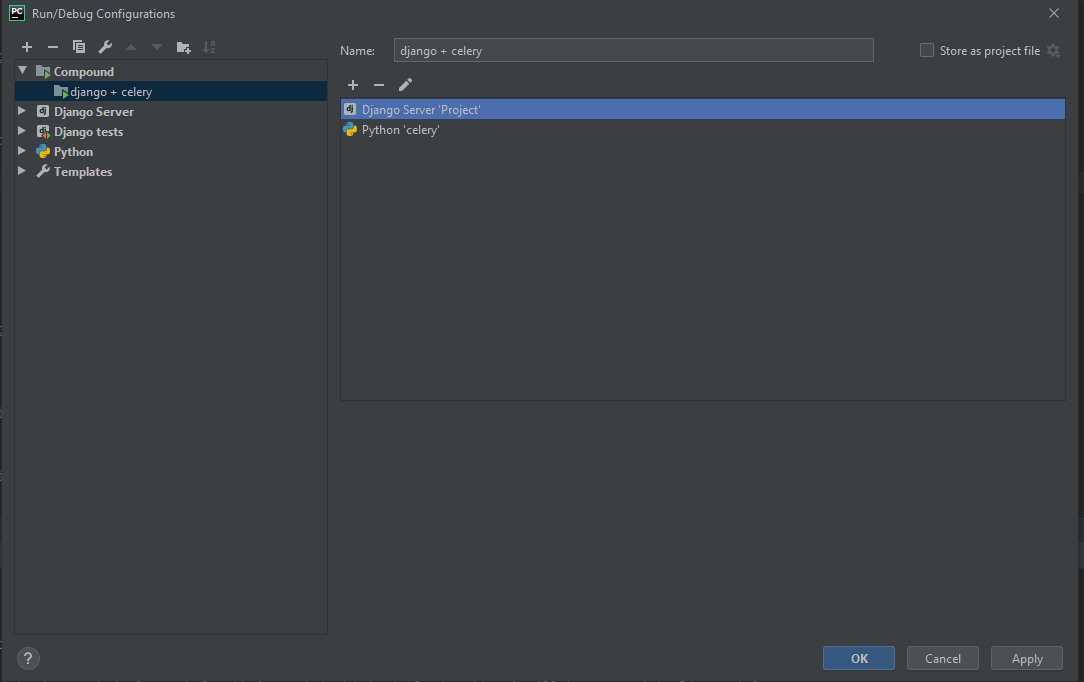 PC Run/Debug Configurations
Name: django + celery Store as project file
Compound
django + celery
Django Server
Django tests
Python
Templates
dj Django Server 'Project'
Python 'celery'
? OK Cancel Apply